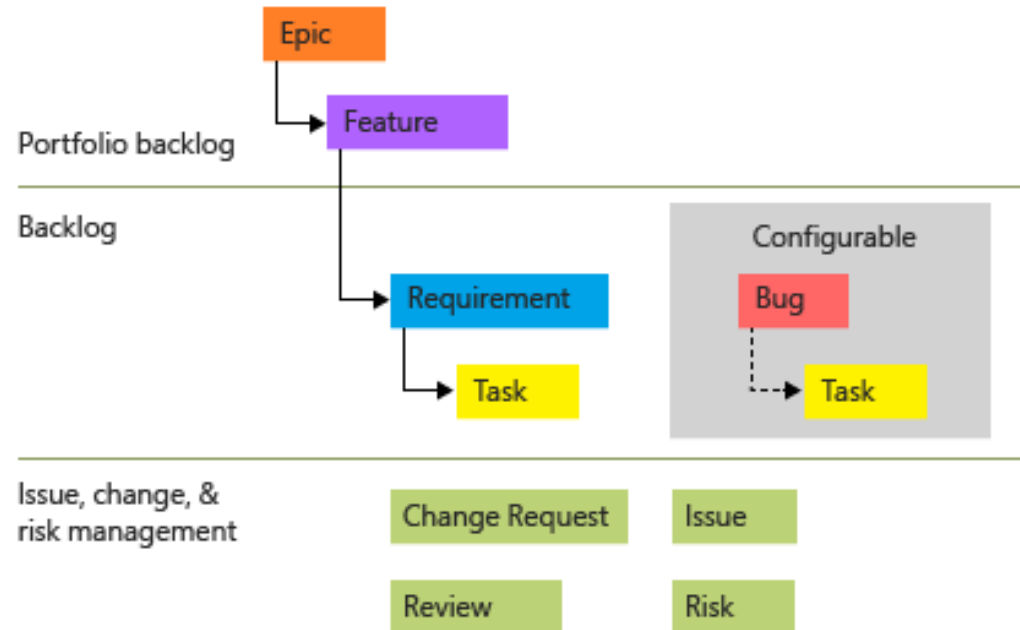 Epic
Feature
Portfolio backlog
Backlog
Configurable
Requirement
Bug
Task
Task
Issue, change, &
risk management
Change Request
Issue
Review
Risk